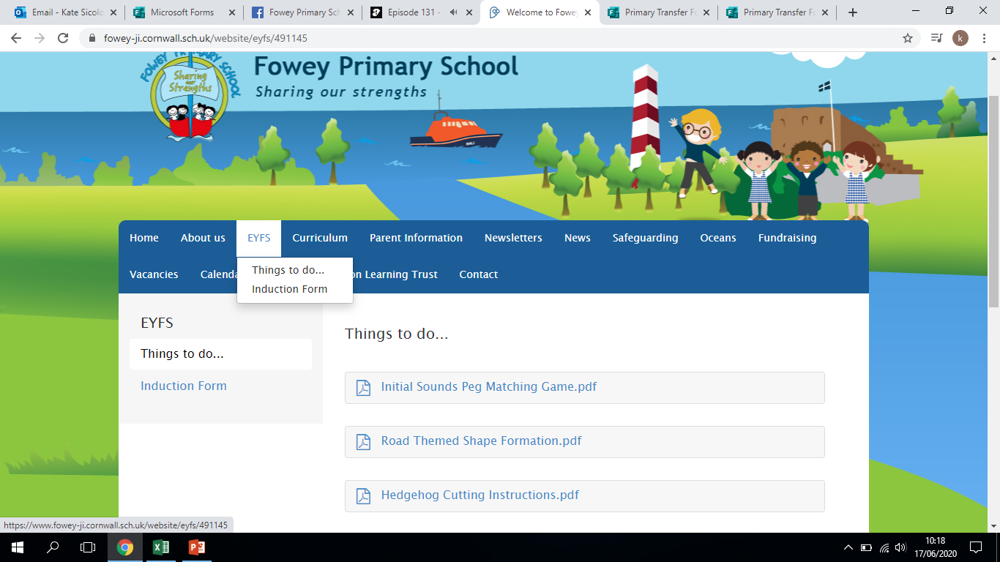 Email - Kate Sicolo
Microsoft Forms
Fowey Primary Sch
Episode 131 -
Welcome to Fowey
Primary Transfer Fo
Primary Transfer Fo
fowey-ji.cornwall.sch.uk/website/eyfs/491145
k
FOWEY PRIMARY SCHOOL
Sharing
our
Strengths
Fowey Primary School
Sharing our strengths
Home About us EYFS Curriculum Parent Information Newsletters News Safeguarding Oceans Fundraising
Vacancies Calenda on Learning Trust Contact
Things to do...
Induction Form
EYFS
Things to do...
Induction Form
Things to do...
Initial Sounds Peg Matching Game.pdf
Road Themed Shape Formation.pdf
Hedgehog Cutting Instructions.pdf
https://www.fowey-ji.cornwall.sch.uk/website/eyfs/491145
10:18
17/06/2020